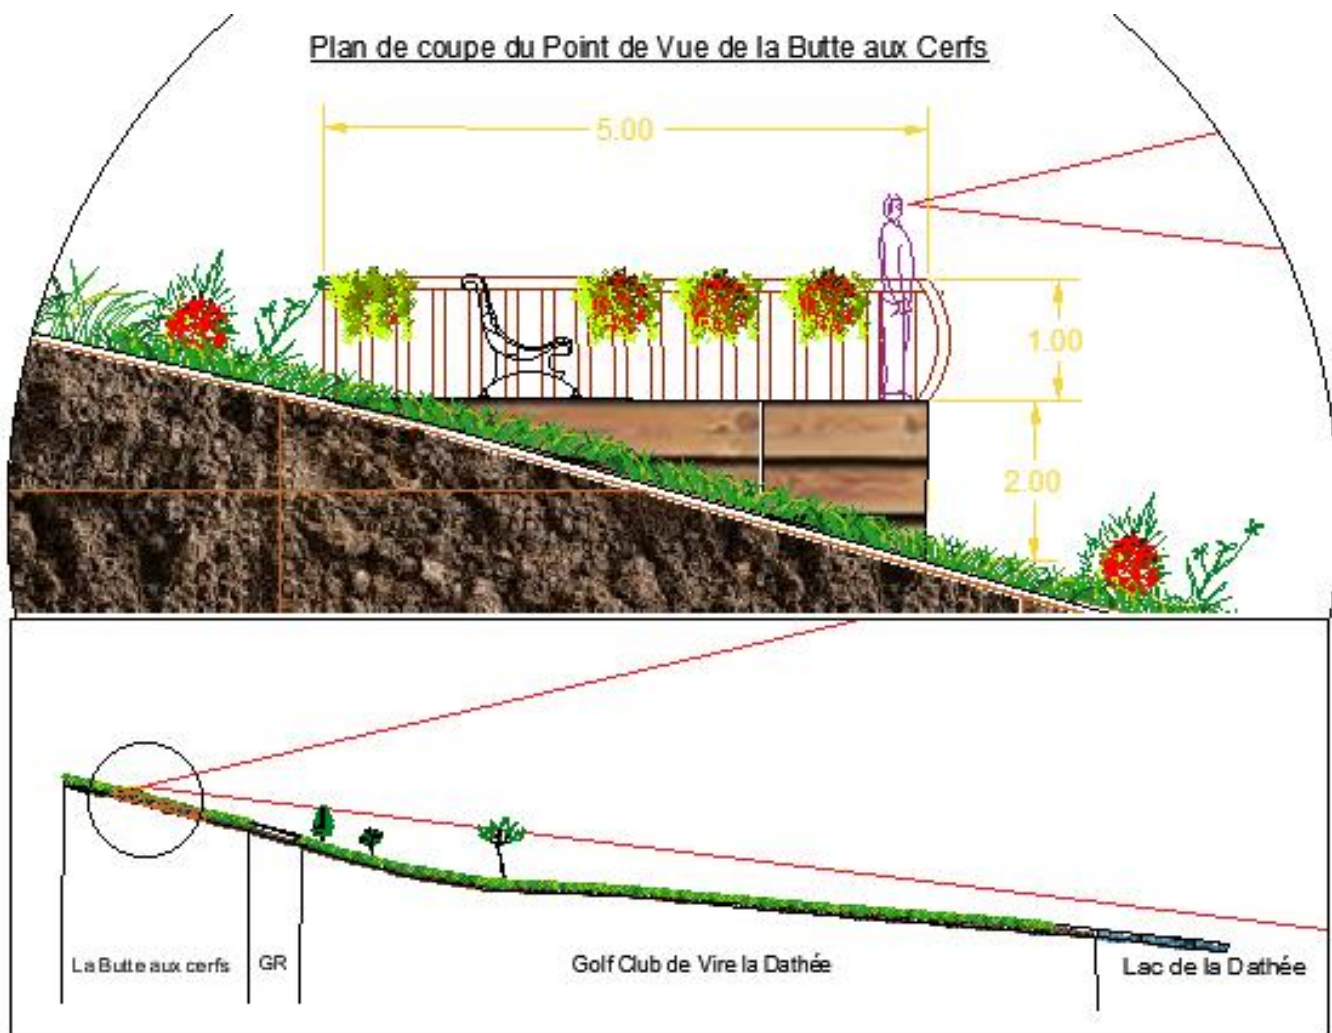 Plan de coupe du Point de Vue de la Butte aux Cerfs
5.00
1.00
2.00
La Butte aux cerfs
GR
Golf Club de Vire la Dathée
Lac de la Dathée